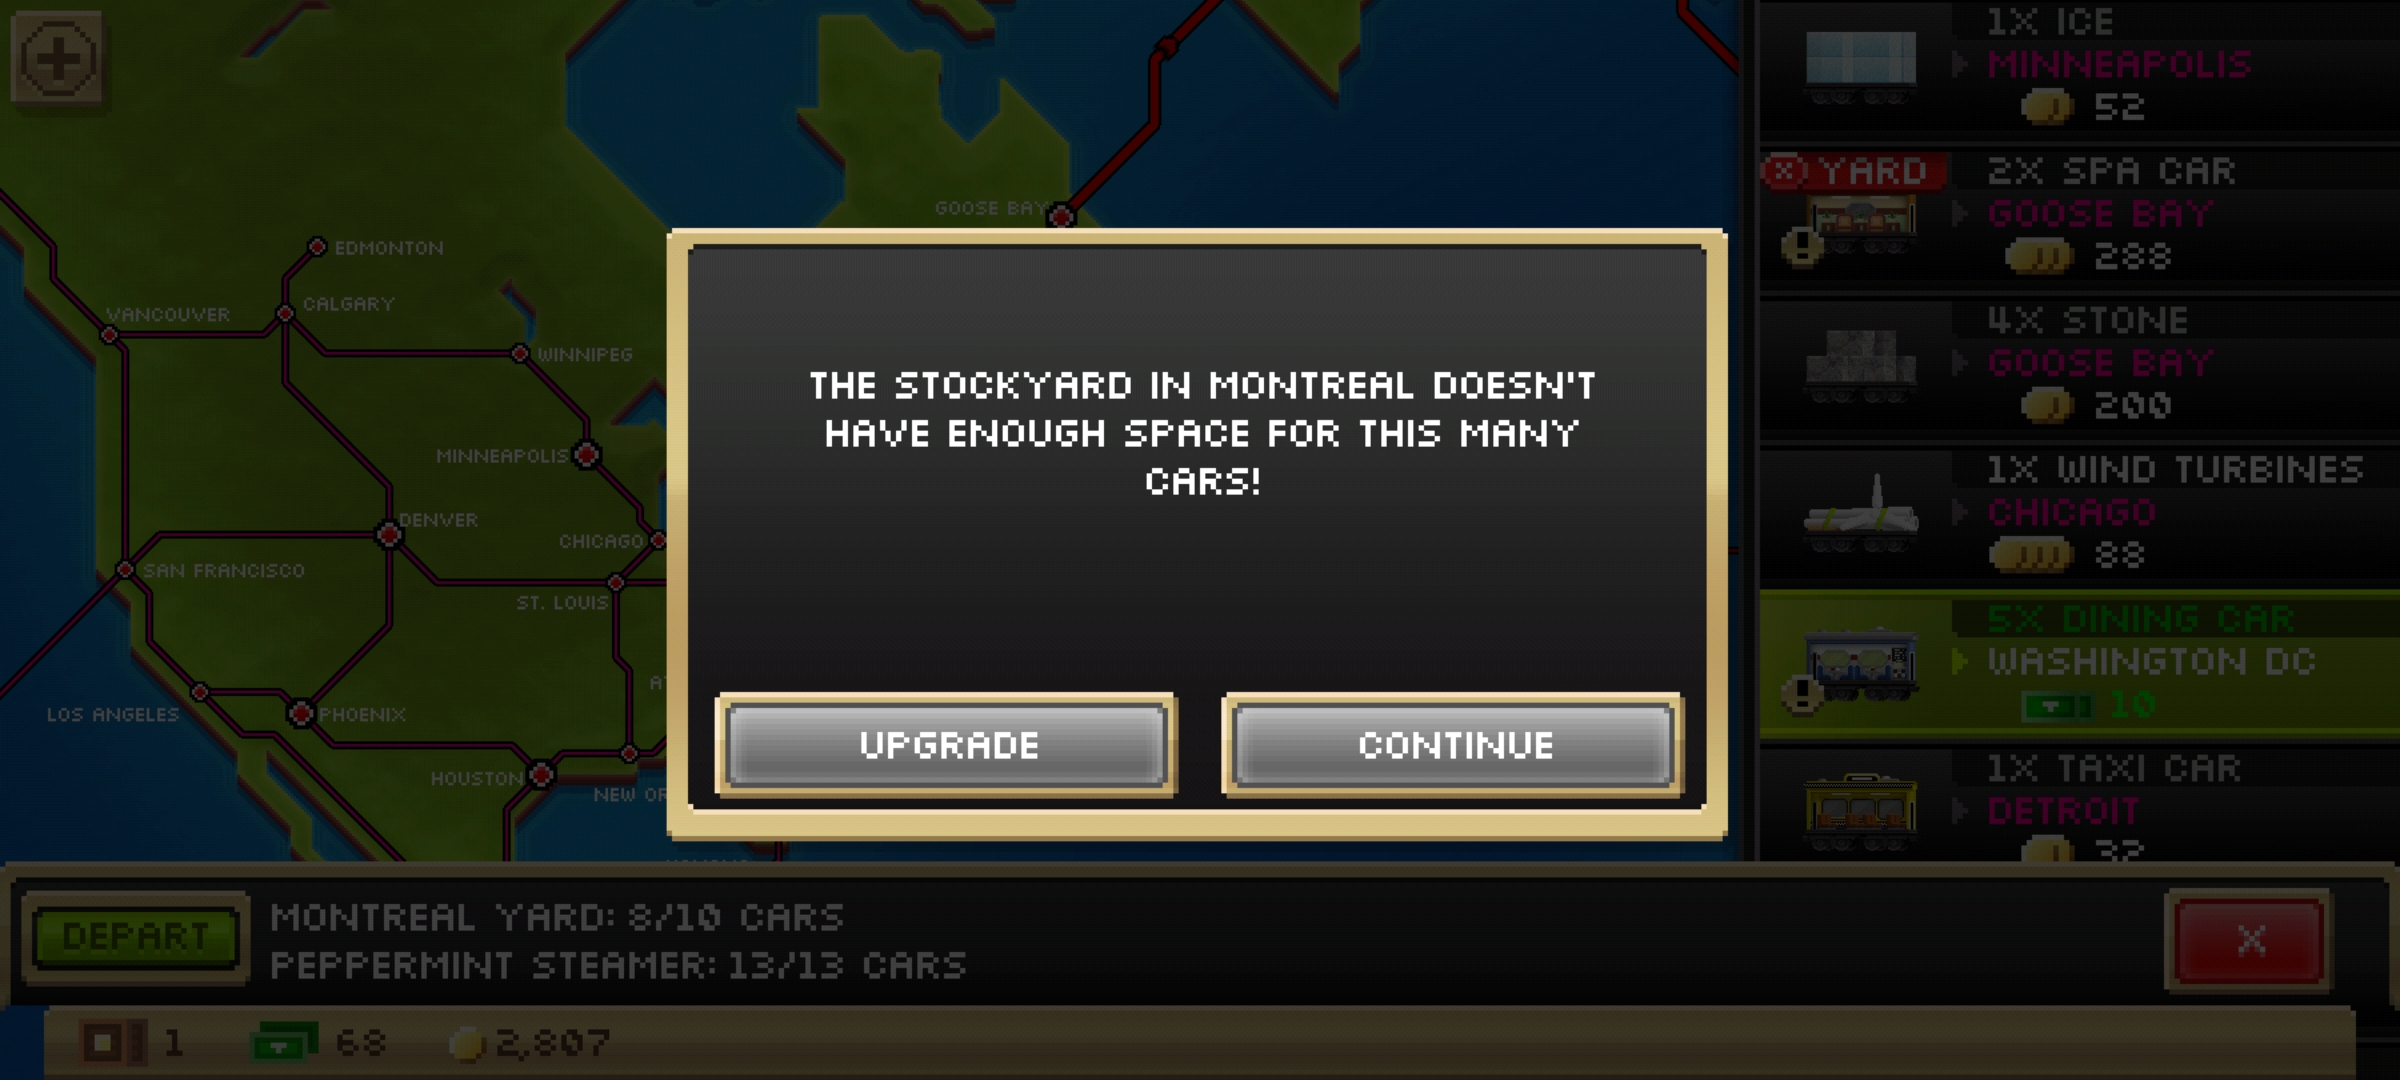 1X ICE
MINNEAPOLIS
52
YARD
2X SPA CAR
GOOSE BAY
288
4X STONE
GOOSE BAY
200
1X WIND TURBINES
CHICAGO
88
5X DINING CAR
WASHINGTON DC
10
1X TAXI CAR
DETROIT
32
GOOSE BAY
EDMONTON
CALGARY
VANCOUVER
WINNIPEG
MINNEAPOLIS
DENVER
CHICAGO
SAN FRANCISCO
ST. LOUIS
LOS ANGELES
PHOENIX
HOUSTON
NEW OR
THE STOCKYARD IN MONTREAL DOESN'T
HAVE ENOUGH SPACE FOR THIS MANY
CARS!
UPGRADE
CONTINUE
DEPART
MONTREAL YARD: 8/10 CARS
PEPPERMINT STEAMER: 13/13 CARS
X
1
68
2,807